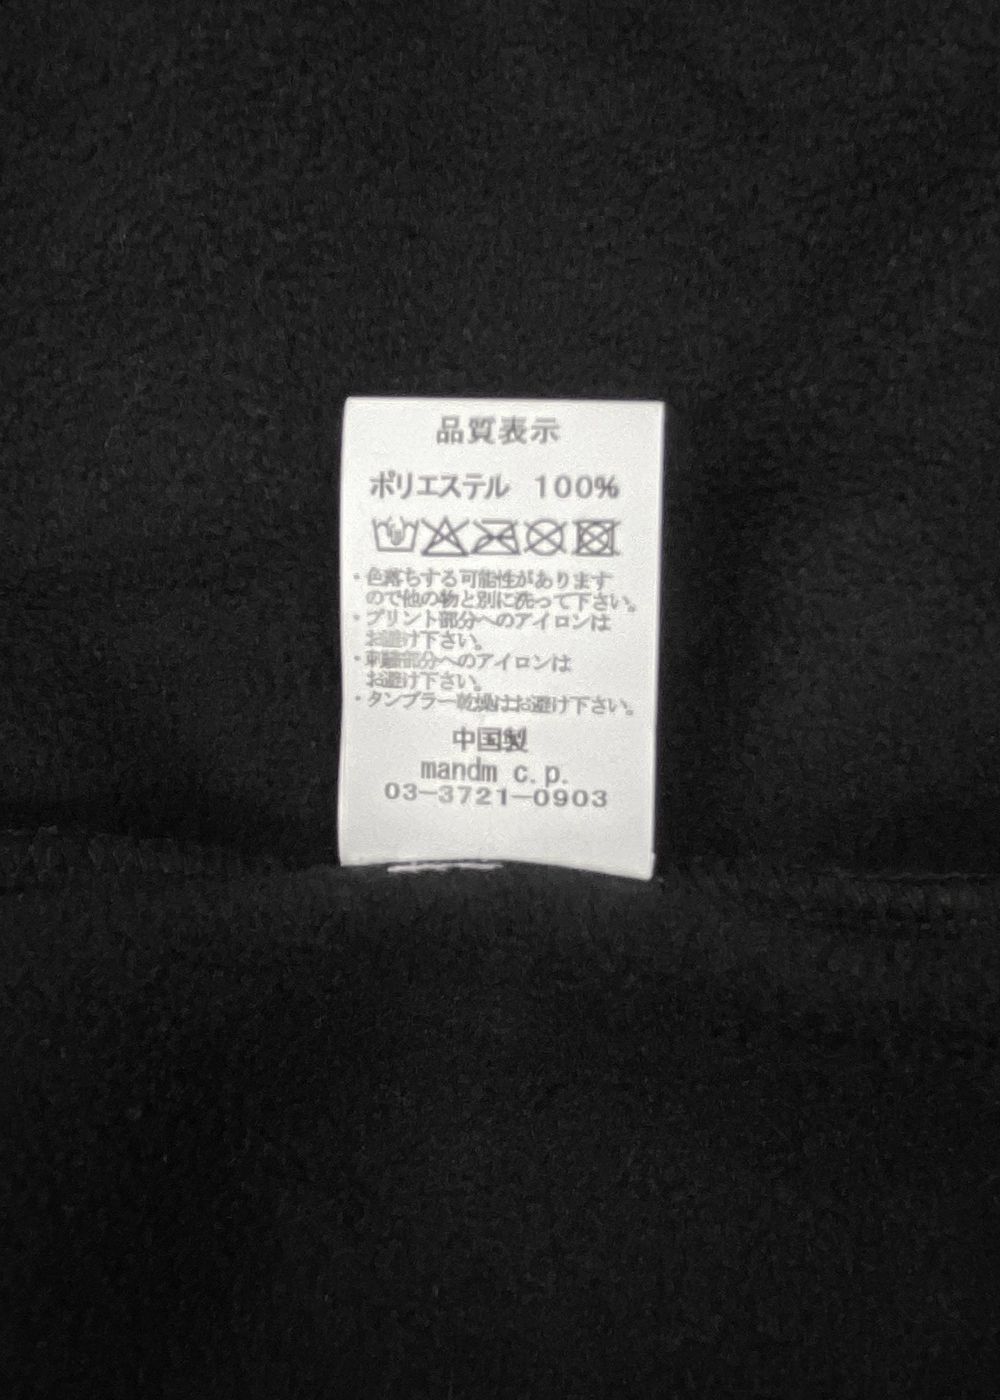 品質表示
ポリエステル 100%
・色落ちする可能性があります
ので他の物と別に洗って下さい。
・プリント部分へのアイロンは
お避け下さい。
・刺繍部分へのアイロンは
お避け下さい。
・タンブラー乾燥はお避け下さい。
中国製
mandm c.p.
03-3721-0903